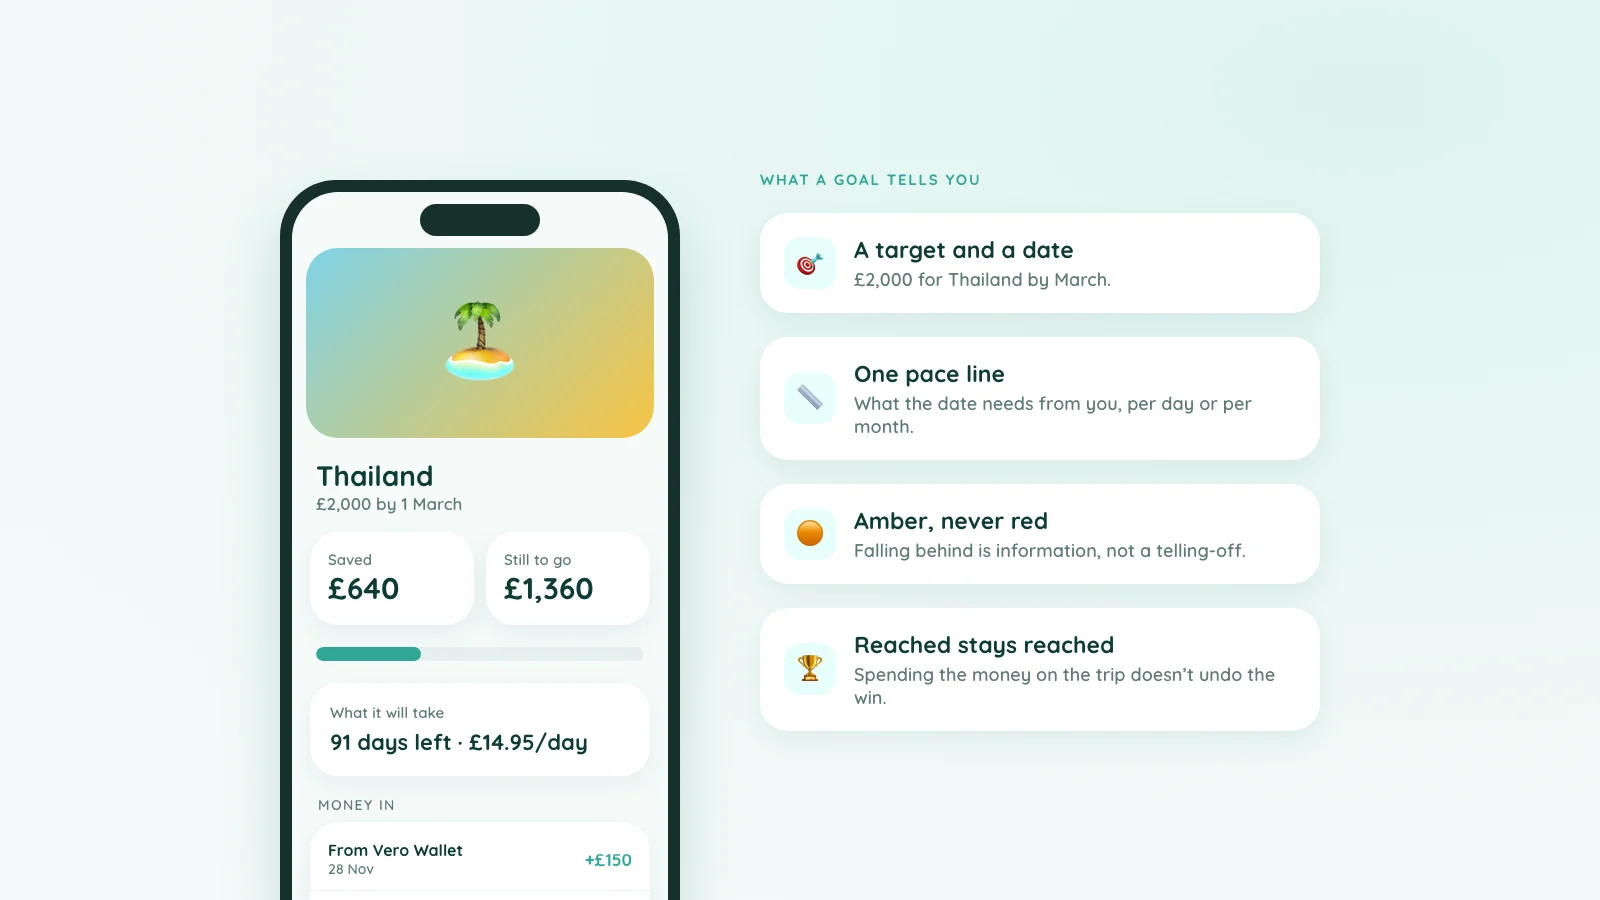 Thailand
£2,000 by 1 March
Saved
£640
Still to go
£1,360
What it will take
91 days left · £14.95/day
MONEY IN
From Vero Wallet
28 Nov
+£150
WHAT A GOAL TELLS YOU
A target and a date
£2,000 for Thailand by March.
One pace line
What the date needs from you, per day or per
month.
Amber, never red
Falling behind is information, not a telling-off.
Reached stays reached
Spending the money on the trip doesn’t undo the
win.